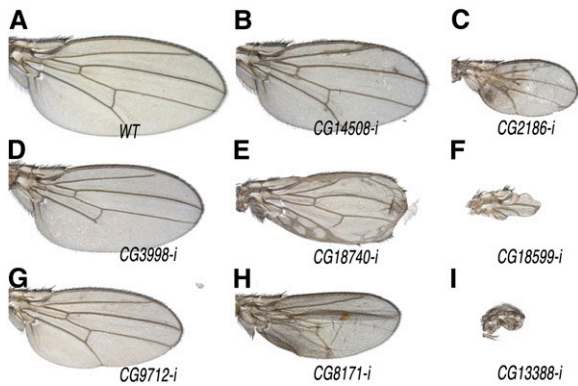 A
B
C
WT
CG14508-i
CG2186-i
D
E
F
CG3998-i
CG18740-i
CG18599-i
G
H
I
CG9712-i
CG8171-i
CG13388-i